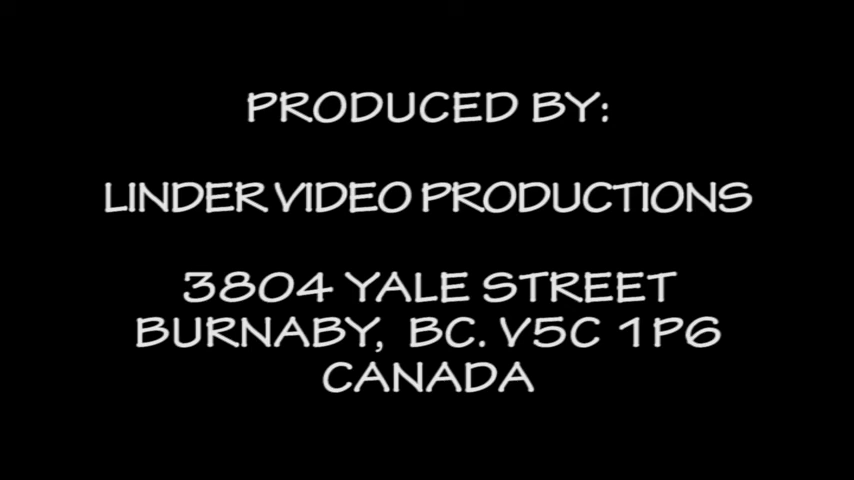 PRODUCED BY:
LINDER VIDEO PRODUCTIONS
3804 YALE STREET
BURNABY, BC. V5C 1P6
CANADA